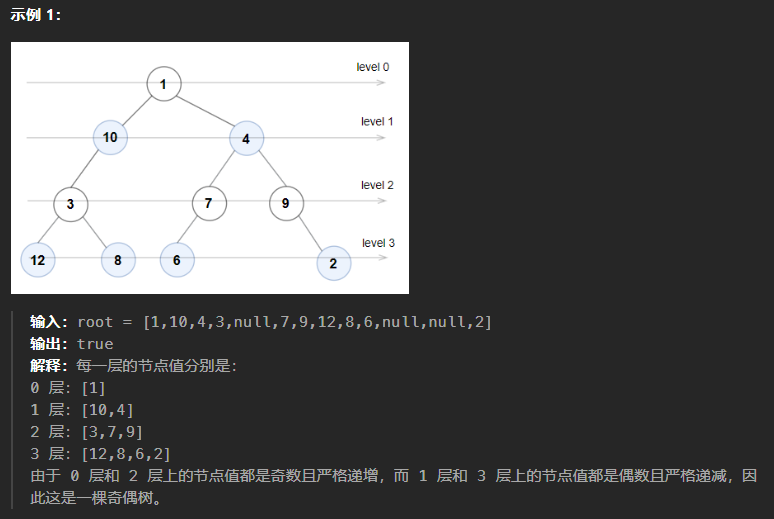 示例 1：
level 0
1
level 1
10 4
level 2
3 7 9
level 3
12 8 6 2
输入：root = [1,10,4,3,null,7,9,12,8,6,null,null,2]
输出：true
解释：每一层的节点值分别是：
0 层：[1]
1 层：[10,4]
2 层：[3,7,9]
3 层：[12,8,6,2]
由于 0 层和 2 层上的节点值都是奇数且严格递增，而 1 层和 3 层上的节点值都是偶数且严格递减，因
此这是一棵奇偶树。